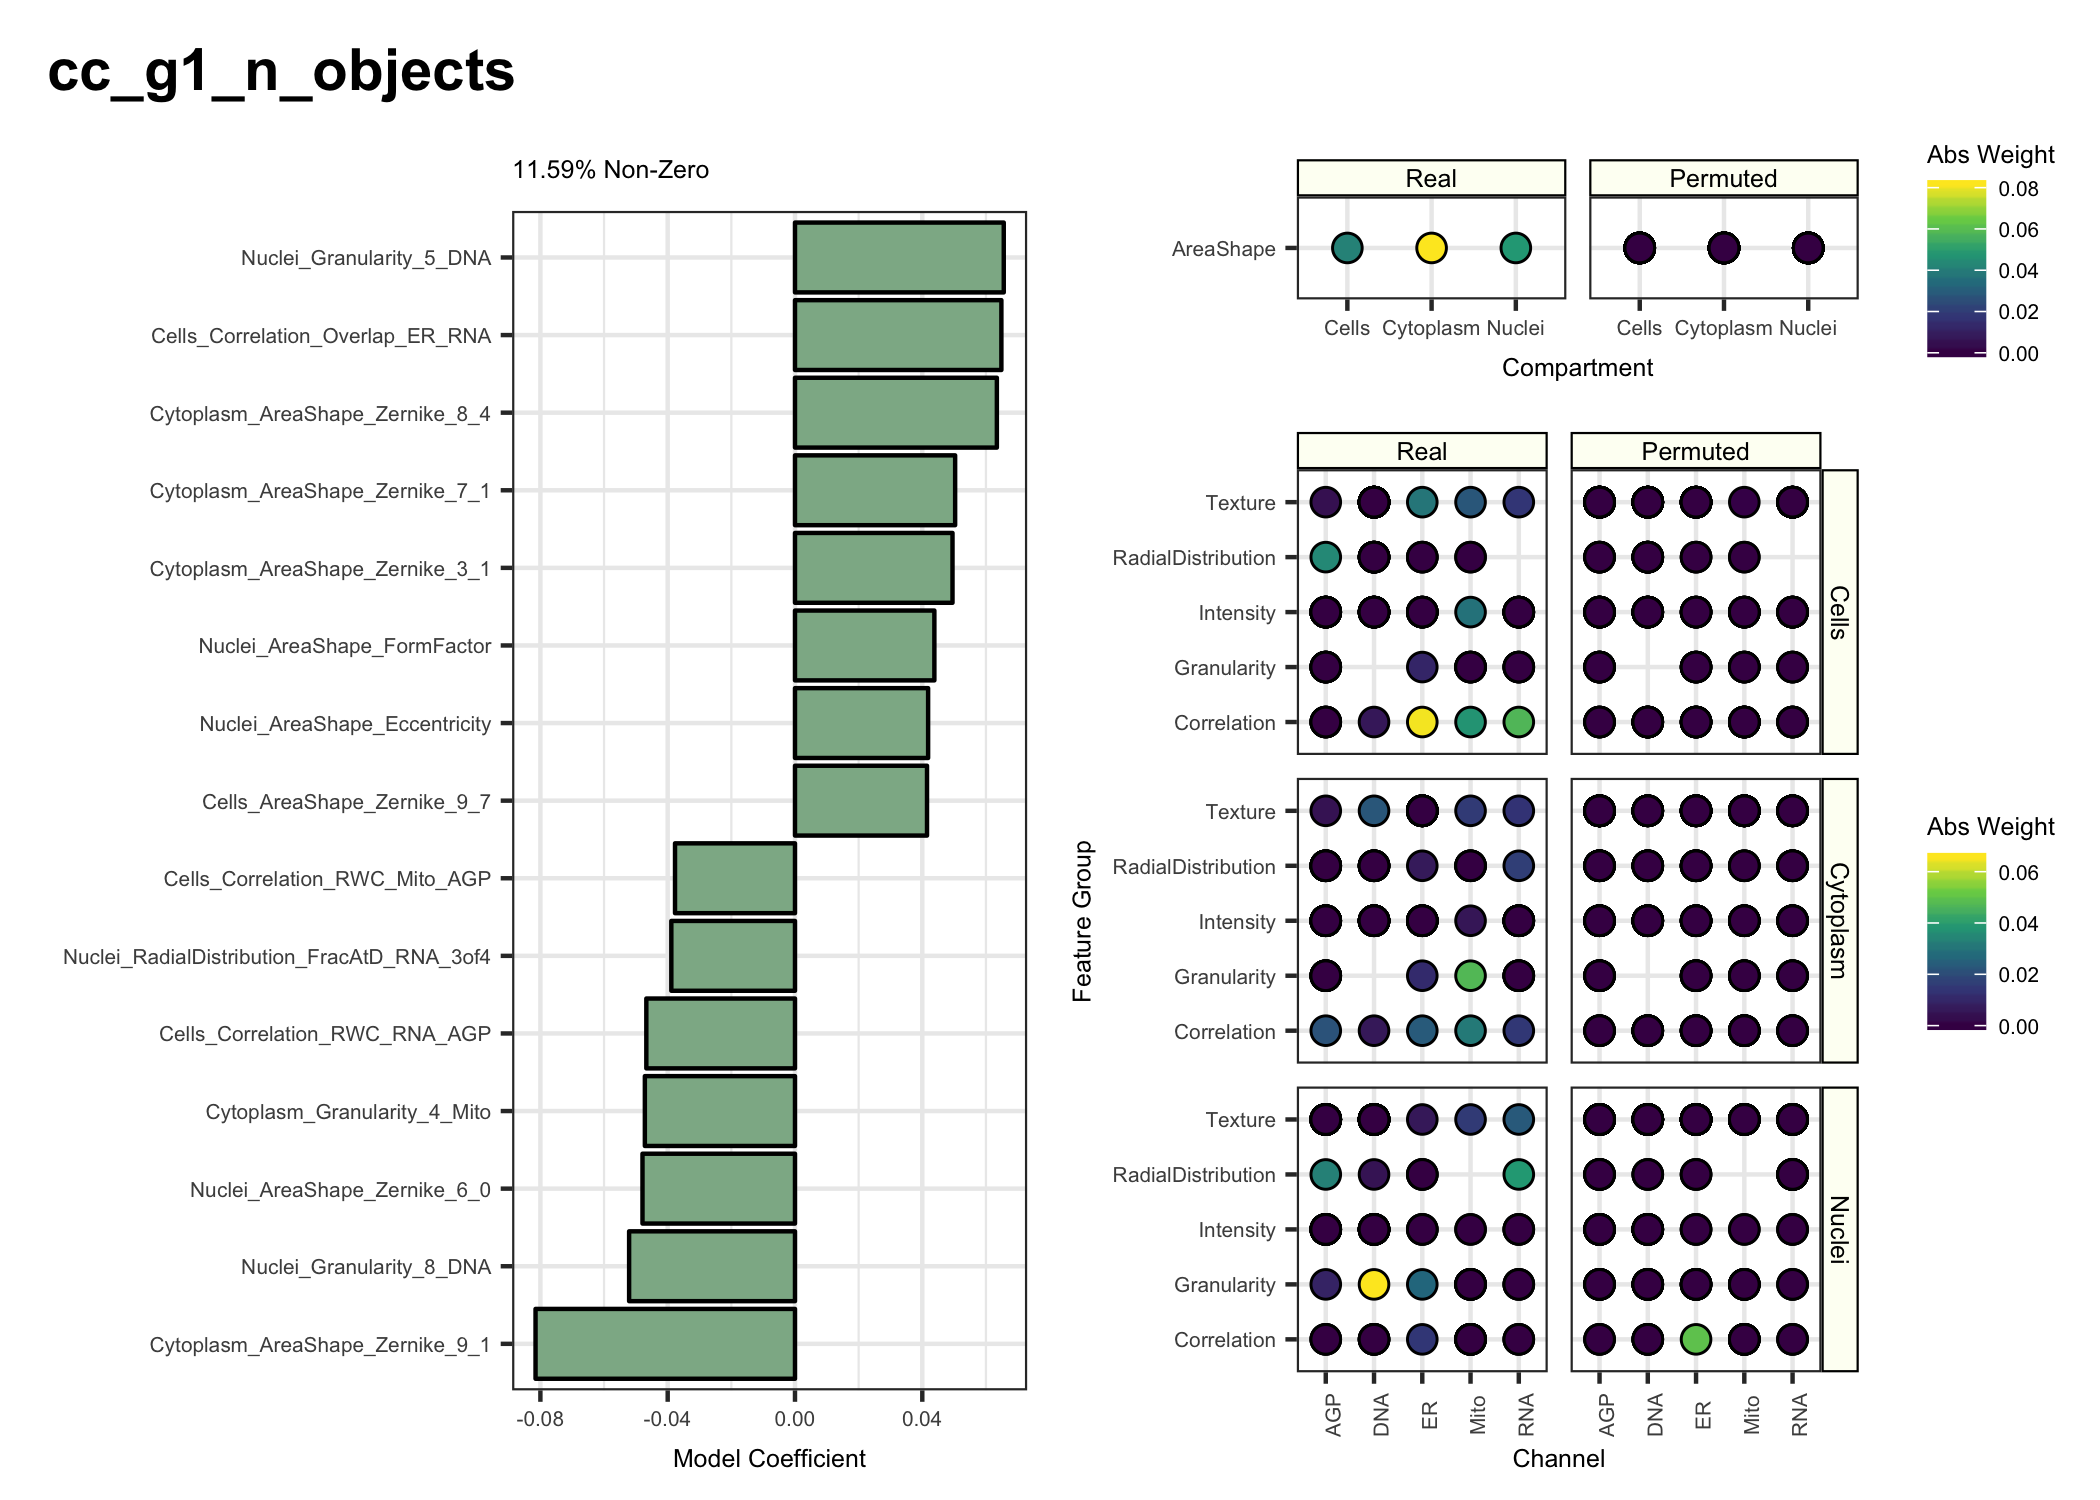 cc_g1_n_objects
11.59% Non-Zero
Nuclei_Granularity_5_DNA
Cells_Correlation_Overlap_ER_RNA
Cytoplasm_AreaShape_Zernike_8_4
Cytoplasm_AreaShape_Zernike_7_1
Cytoplasm_AreaShape_Zernike_3_1
Nuclei_AreaShape_FormFactor
Nuclei_AreaShape_Eccentricity
Cells_AreaShape_Zernike_9_7
Cells_Correlation_RWC_Mito_AGP
Nuclei_RadialDistribution_FracAtD_RNA_3of4
Cells_Correlation_RWC_RNA_AGP
Cytoplasm_Granularity_4_Mito
Nuclei_AreaShape_Zernike_6_0
Nuclei_Granularity_8_DNA
Cytoplasm_AreaShape_Zernike_9_1
-0.08 -0.04 0.00 0.04
Model Coefficient
Real Permuted
AreaShape
Cells Cytoplasm Nuclei Cells Cytoplasm Nuclei
Compartment
Abs Weight
0.08
0.06
0.04
0.02
0.00
Real Permuted
Feature Group
Texture
RadialDistribution
Intensity
Granularity
Correlation
Cells
Texture
RadialDistribution
Intensity
Granularity
Correlation
Cytoplasm
Texture
RadialDistribution
Intensity
Granularity
Correlation
Nuclei
AGP DNA ER Mito RNA AGP DNA ER Mito RNA
Channel
Abs Weight
0.06
0.04
0.02
0.00